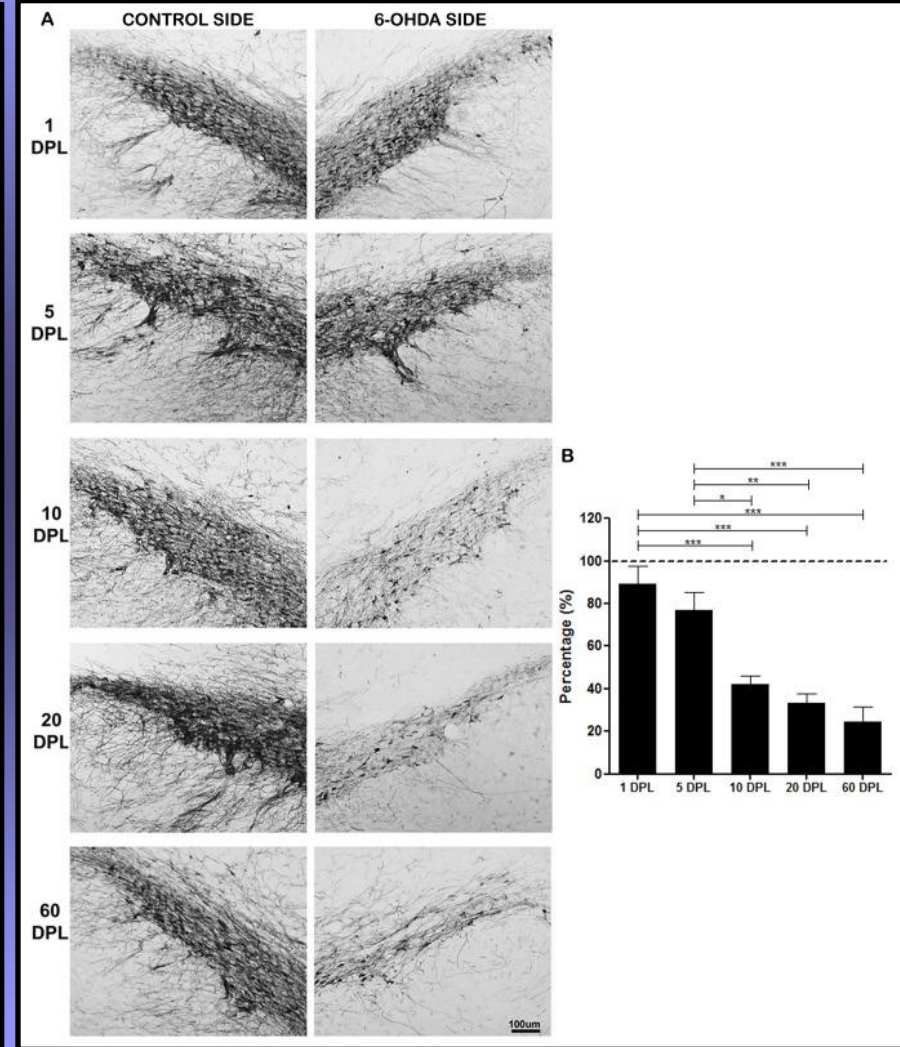 A
CONTROL SIDE
6-OHDA SIDE
1
DPL
5
DPL
10
DPL
20
DPL
60
DPL
100um
B
***
**
*
***
***
***
120
100
80
60
40
20
0
Percentage (%)
1 DPL
5 DPL
10 DPL
20 DPL
60 DPL